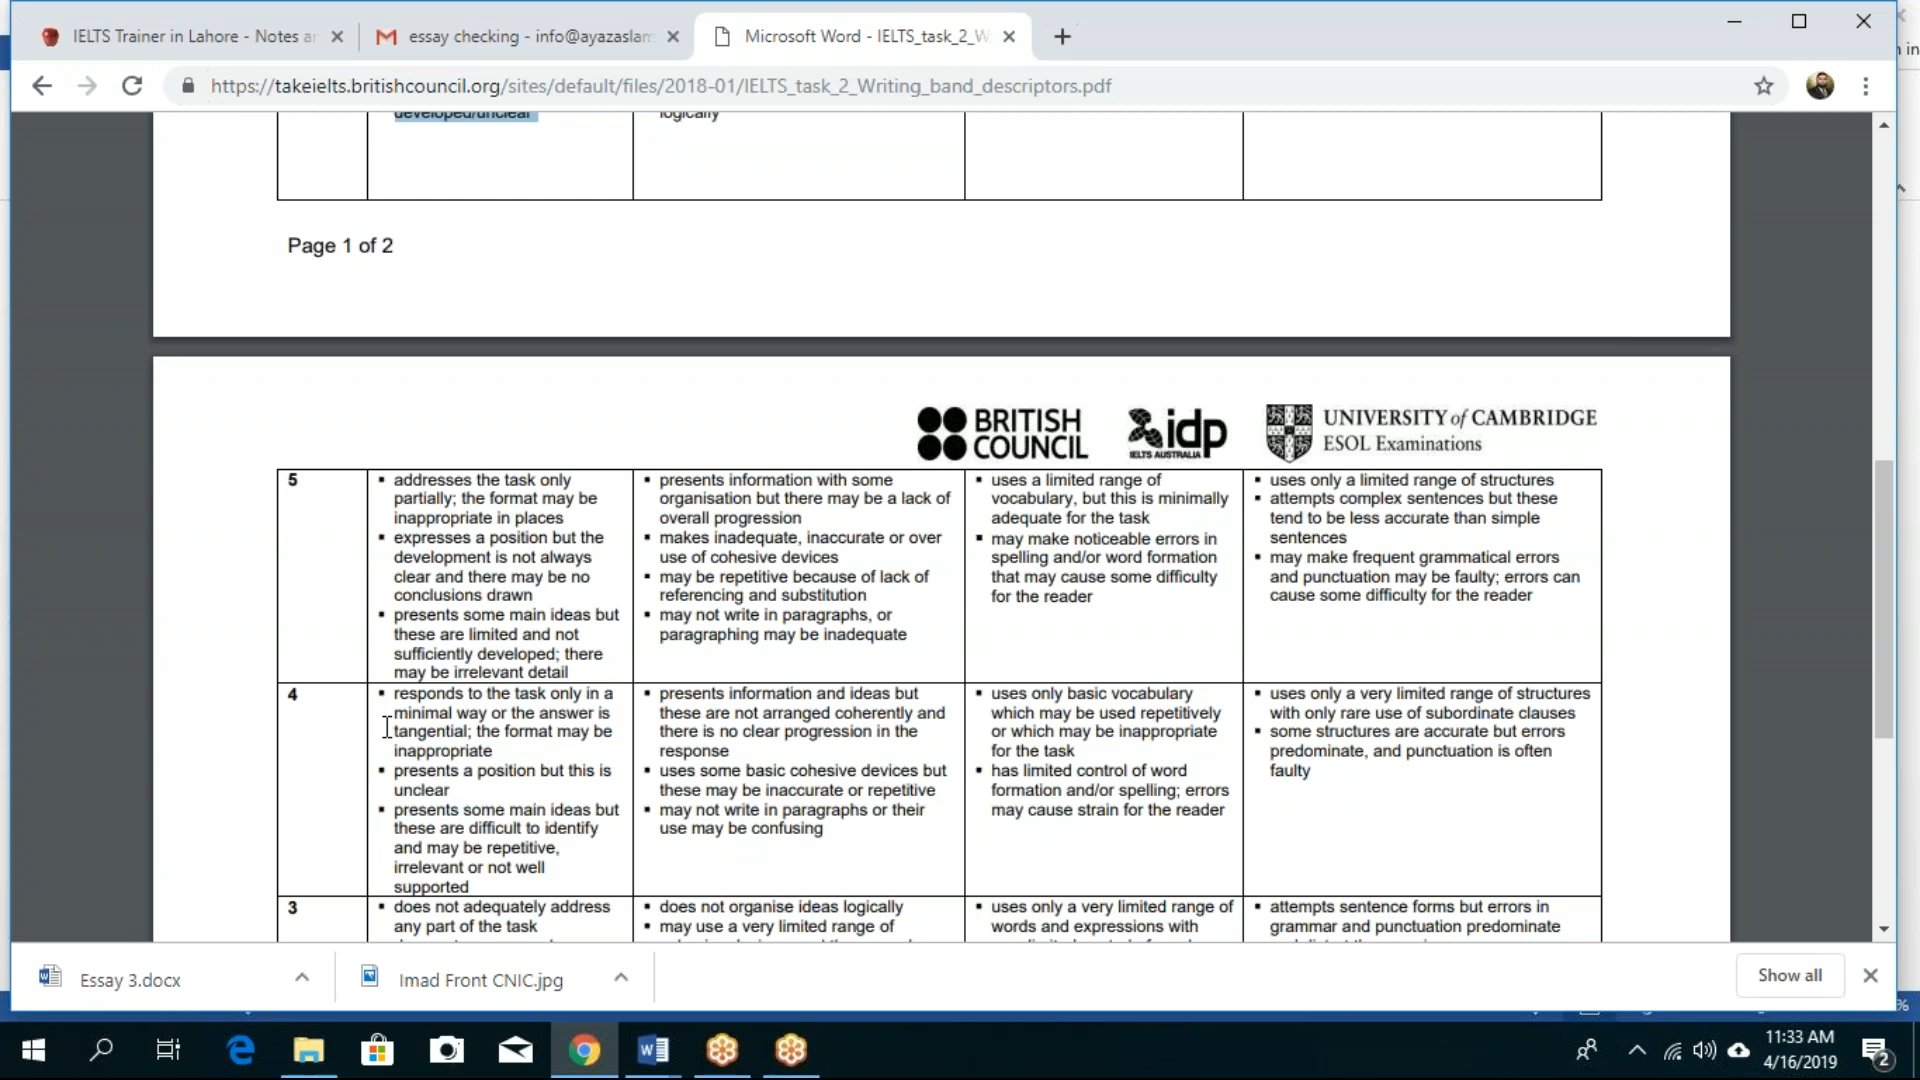 IELTS Trainer in Lahore - Notes an
essay checking - info@ayazaslam
Microsoft Word - IELTS_task_2_W
n in
https://takeielts.britishcouncil.org/sites/default/files/2018-01/IELTS_task_2_Writing_band_descriptors.pdf
developed/unclear
logically
Page 1 of 2
BRITISH
COUNCIL
idp
IELTS AUSTRALIA
UNIVERSITY of CAMBRIDGE
ESOL Examinations
5
▪ addresses the task only
partially; the format may be
inappropriate in places
▪ expresses a position but the
development is not always
clear and there may be no
conclusions drawn
▪ presents some main ideas but
these are limited and not
sufficiently developed; there
may be irrelevant detail
▪ presents information with some
organisation but there may be a lack of
overall progression
▪ makes inadequate, inaccurate or over
use of cohesive devices
▪ may be repetitive because of lack of
referencing and substitution
▪ may not write in paragraphs, or
paragraphing may be inadequate
▪ uses a limited range of
vocabulary, but this is minimally
adequate for the task
▪ may make noticeable errors in
spelling and/or word formation
that may cause some difficulty
for the reader
▪ uses only a limited range of structures
▪ attempts complex sentences but these
tend to be less accurate than simple
sentences
▪ may make frequent grammatical errors
and punctuation may be faulty; errors can
cause some difficulty for the reader
4
▪ responds to the task only in a
minimal way or the answer is
tangential; the format may be
inappropriate
▪ presents a position but this is
unclear
▪ presents some main ideas but
these are difficult to identify
and may be repetitive,
irrelevant or not well
supported
▪ presents information and ideas but
these are not arranged coherently and
there is no clear progression in the
response
▪ uses some basic cohesive devices but
these may be inaccurate or repetitive
▪ may not write in paragraphs or their
use may be confusing
▪ uses only basic vocabulary
which may be used repetitively
or which may be inappropriate
for the task
▪ has limited control of word
formation and/or spelling; errors
may cause strain for the reader
▪ uses only a very limited range of structures
with only rare use of subordinate clauses
▪ some structures are accurate but errors
predominate, and punctuation is often
faulty
3
▪ does not adequately address
any part of the task
▪ does not organise ideas logically
▪ may use a very limited range of
▪ uses only a very limited range of
words and expressions with
▪ attempts sentence forms but errors in
grammar and punctuation predominate
Essay 3.docx
Imad Front CNIC.jpg
Show all
%
11:33 AM
4/16/2019
2